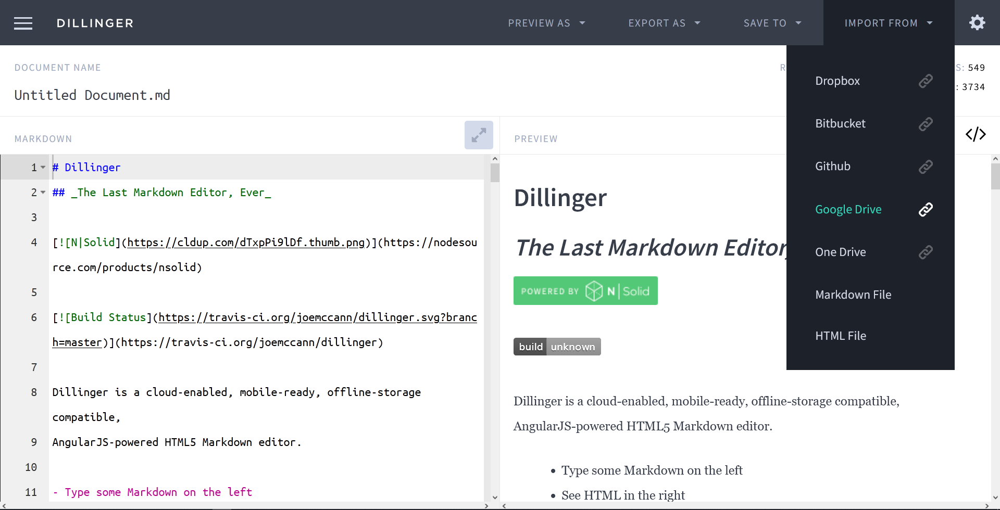 DILLINGER
PREVIEW AS
EXPORT AS
SAVE TO
IMPORT FROM
DOCUMENT NAME
Untitled Document.md
549
3734
Dropbox
Bitbucket
Github
Google Drive
One Drive
Markdown File
HTML File
MARKDOWN
1 # Dillinger
2 ## _The Last Markdown Editor, Ever_
3
4 [![N|Solid](https://cldup.com/dTxpPi9lDf.thumb.png)](https://nodesou
rce.com/products/nsolid)
5
6 [![Build Status](https://travis-ci.org/joemccann/dillinger.svg?branc
h=master)](https://travis-ci.org/joemccann/dillinger)
7
8 Dillinger is a cloud-enabled, mobile-ready, offline-storage
compatible,
9 AngularJS-powered HTML5 Markdown editor.
10
11 - Type some Markdown on the left
PREVIEW
</>
Dillinger
The Last Markdown Editor,
POWERED BY N|Solid
build unknown
Dillinger is a cloud-enabled, mobile-ready, offline-storage compatible,
AngularJS-powered HTML5 Markdown editor.
• Type some Markdown on the left
• See HTML in the right